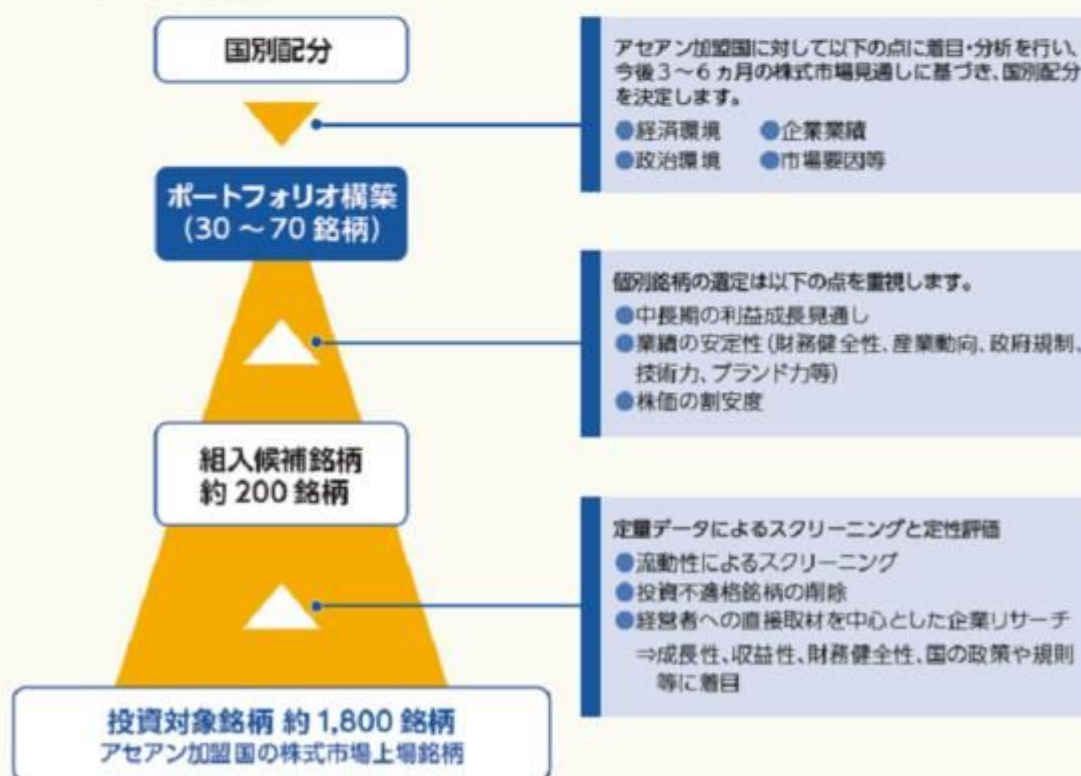 国別配分
アセアン加盟国に対して以下の点に着目・分析を行い、
今後3～6ヵ月の株式市場見通しに基づき、国別配分
を決定します。
●経済環境 ●企業業績
●政治環境 ●市場要因等
ポートフォリオ構築
(30～70銘柄)
個別銘柄の選定は以下の点を重視します。
●中長期の利益成長見通し
●業績の安定性(財務健全性、産業動向、政府規制、
技術力、ブランド力等)
●株価の割安度
組入候補銘柄
約200銘柄
定量データによるスクリーニングと定性評価
●流動性によるスクリーニング
●投資不適格銘柄の削除
●経営者への直接取材を中心とした企業リサーチ
⇒成長性、収益性、財務健全性、国の政策や規則
等に着目
投資対象銘柄 約1,800銘柄
アセアン加盟国の株式市場上場銘柄